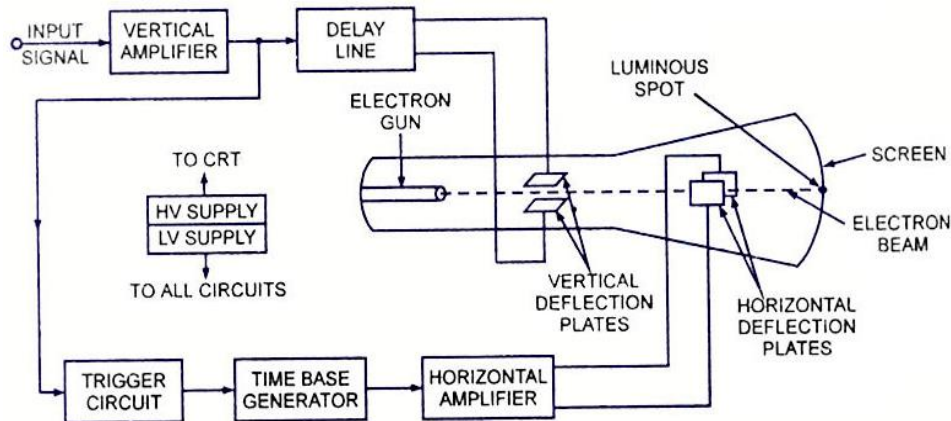 INPUT
SIGNAL
VERTICAL
AMPLIFIER
DELAY
LINE
LUMINOUS
SPOT
ELECTRON
GUN
SCREEN
TO CRT
HV SUPPLY
LV SUPPLY
TO ALL CIRCUITS
ELECTRON
BEAM
VERTICAL
DEFLECTION
PLATES
HORIZONTAL
DEFLECTION
PLATES
TRIGGER
CIRCUIT
TIME BASE
GENERATOR
HORIZONTAL
AMPLIFIER